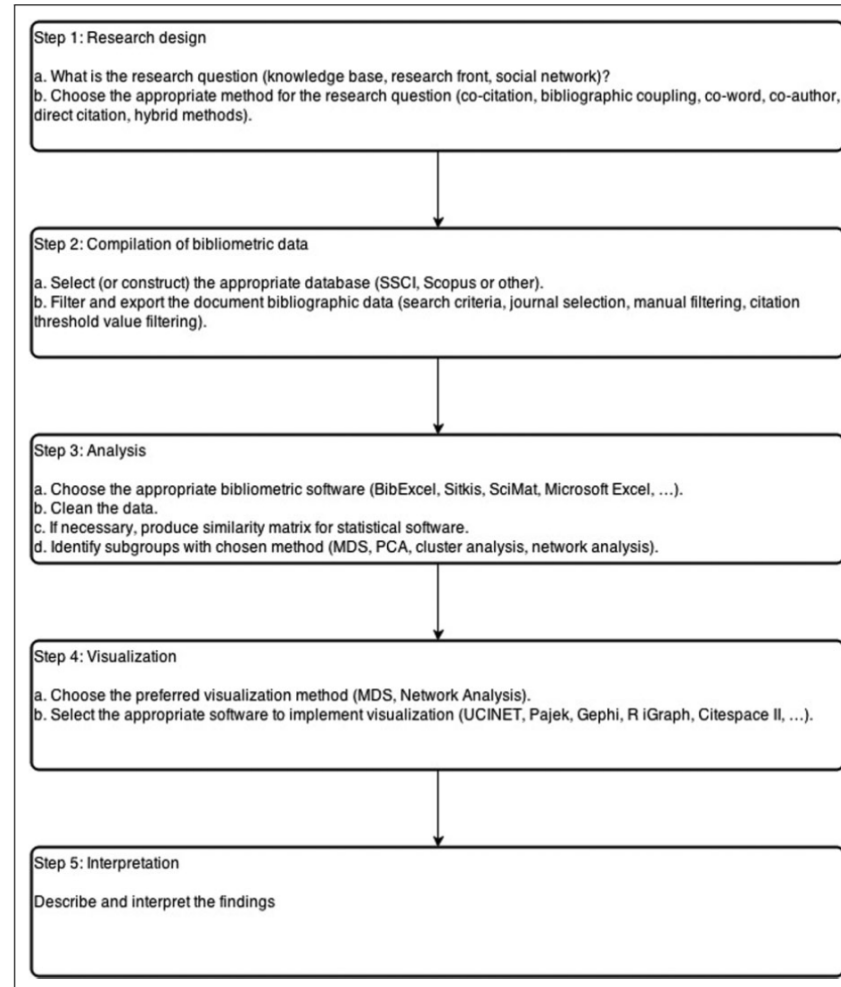 Step 1: Research design
a. What is the research question (knowledge base, research front, social network)?
b. Choose the appropriate method for the research question (co-citation, bibliographic coupling, co-word, co-author,
direct citation, hybrid methods).
Step 2: Compilation of bibliometric data
a. Select (or construct) the appropriate database (SSCI, Scopus or other).
b. Filter and export the document bibliographic data (search criteria, journal selection, manual filtering, citation
threshold value filtering).
Step 3: Analysis
a. Choose the appropriate bibliometric software (BibExcel, Sitkis, SciMat, Microsoft Excel, ...).
b. Clean the data.
c. If necessary, produce similarity matrix for statistical software.
d. Identify subgroups with chosen method (MDS, PCA, cluster analysis, network analysis).
Step 4: Visualization
a. Choose the preferred visualization method (MDS, Network Analysis).
b. Select the appropriate software to implement visualization (UCINET, Pajek, Gephi, R iGraph, Citespace II, ...).
Step 5: Interpretation
Describe and interpret the findings